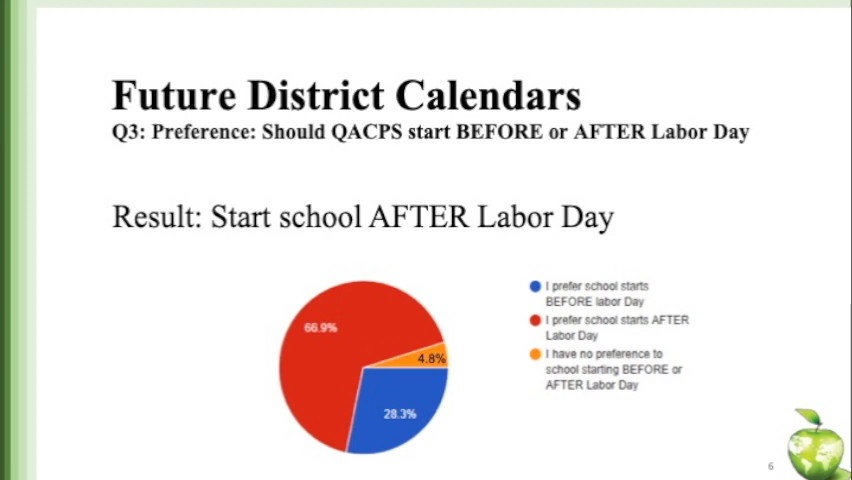 Future District Calendars
Q3: Preference: Should QACPS start BEFORE or AFTER Labor Day
Result: Start school AFTER Labor Day
66.9%
4.8%
28.3%
I prefer school starts
BEFORE labor Day
I prefer school starts AFTER
Labor Day
I have no preference to
school starting BEFORE or
AFTER Labor Day
6